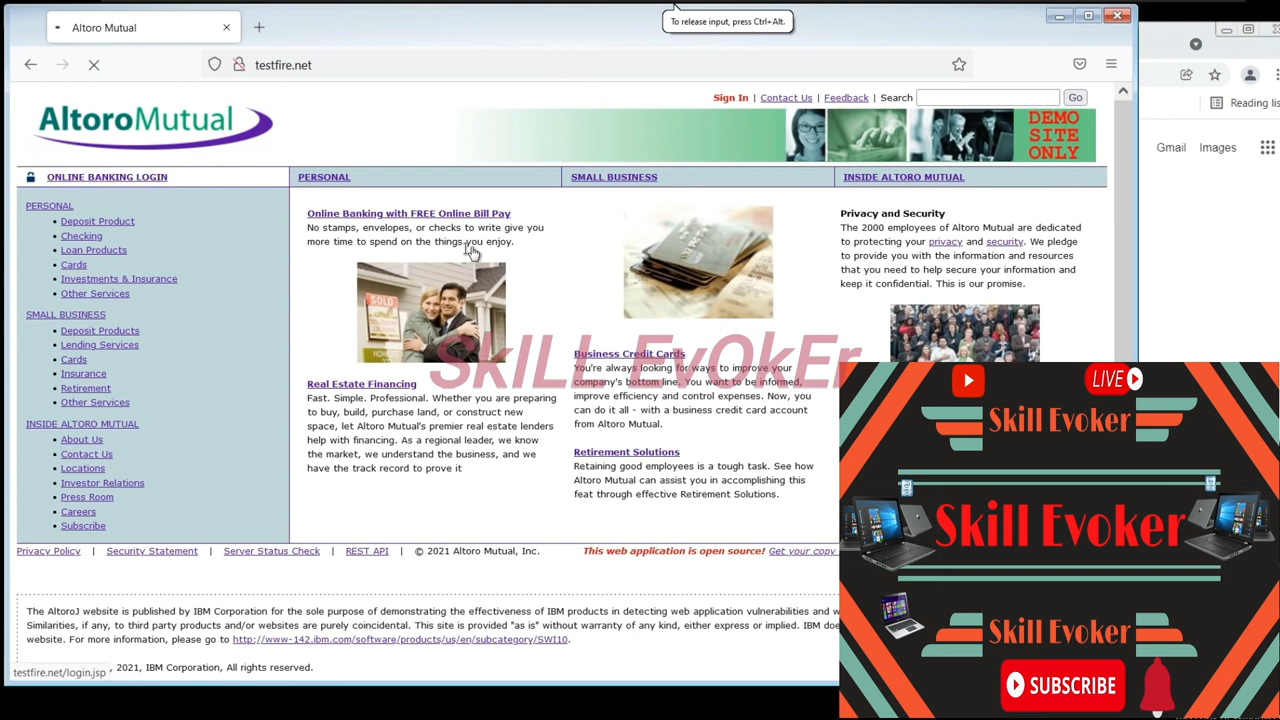 To release input, press Ctrl+Alt.
Altoro Mutual
testfire.net
Reading lis
Gmail Images
Sign In | Contact Us | Feedback | Search Go
AltoroMutual
DEMO
SITE
ONLY
ONLINE BANKING LOGIN
PERSONAL
SMALL BUSINESS
INSIDE ALTORO MUTUAL
PERSONAL
Deposit Product
Checking
Loan Products
Cards
Investments & Insurance
Other Services
SMALL BUSINESS
Deposit Products
Lending Services
Cards
Insurance
Retirement
Other Services
INSIDE ALTORO MUTUAL
About Us
Contact Us
Locations
Investor Relations
Press Room
Careers
Subscribe
Online Banking with FREE Online Bill Pay
No stamps, envelopes, or checks to write give you
more time to spend on the things you enjoy.
SOLD
Real Estate Financing
Fast. Simple. Professional. Whether you are preparing
to buy, build, purchase land, or construct new
space, let Altoro Mutual's premier real estate lenders
help with financing. As a regional leader, we know
the market, we understand the business, and we
have the track record to prove it
Business Credit Cards
You're always looking for ways to improve your
company's bottom line. You want to be informed,
improve efficiency and control expenses. Now, you
can do it all - with a business credit card account
from Altoro Mutual.
Retirement Solutions
Retaining good employees is a tough task. See how
Altoro Mutual can assist you in accomplishing this
feat through effective Retirement Solutions.
Privacy and Security
The 2000 employees of Altoro Mutual are dedicated
to protecting your privacy and security. We pledge
to provide you with the information and resources
that you need to help secure your information and
keep it confidential. This is our promise.
SkILL EvOkEr
Privacy Policy | Security Statement | Server Status Check | REST API | © 2021 Altoro Mutual, Inc.
This web application is open source! Get your copy
The AltoroJ website is published by IBM Corporation for the sole purpose of demonstrating the effectiveness of IBM products in detecting web application vulnerabilities and w
Similarities, if any, to third party products and/or websites are purely coincidental. This site is provided "as is" without warranty of any kind, either express or implied. IBM doe
website. For more information, please go to http://www-142.ibm.com/software/products/us/en/subcategory/SWI10.
, 2021, IBM Corporation, All rights reserved.
testfire.net/login.jsp
LIVE
Skill Evoker
Skill Evoker
Skill Evoker
SUBSCRIBE